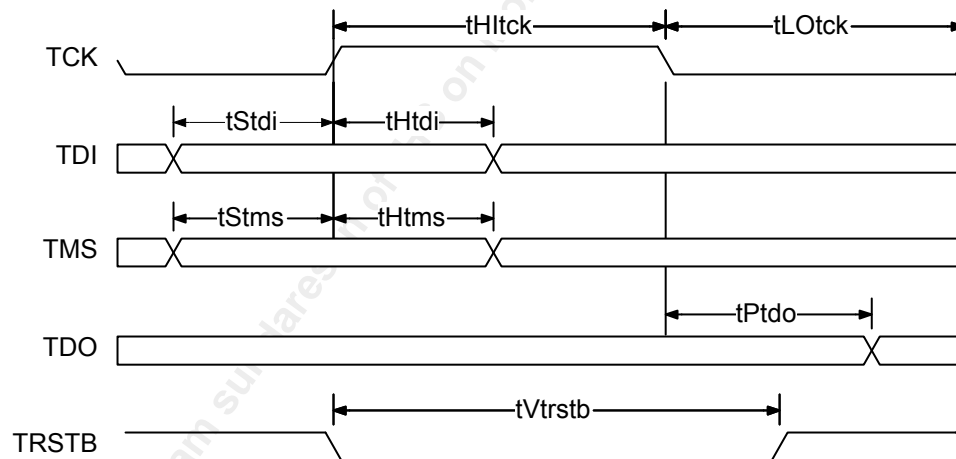 tHItck
tLOtck
TCK
tStdi
tHtdi
TDI
tStms
tHtms
TMS
tPtdo
TDO
tVtrstb
TRSTB